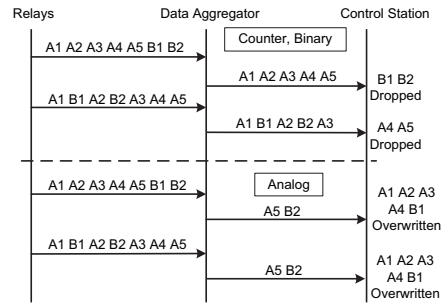 Relays Data Aggregator Control Station
Counter, Binary
A1 A2 A3 A4 A5 B1 B2
A1 A2 A3 A4 A5
B1 B2
Dropped
A1 B1 A2 B2 A3 A4 A5
A1 B1 A2 B2 A3
A4 A5
Dropped
Analog
A1 A2 A3 A4 A5 B1 B2
A5 B2
A1 A2 A3
A4 B1
Overwritten
A1 B1 A2 B2 A3 A4 A5
A5 B2
A1 A2 A3
A4 B1
Overwritten